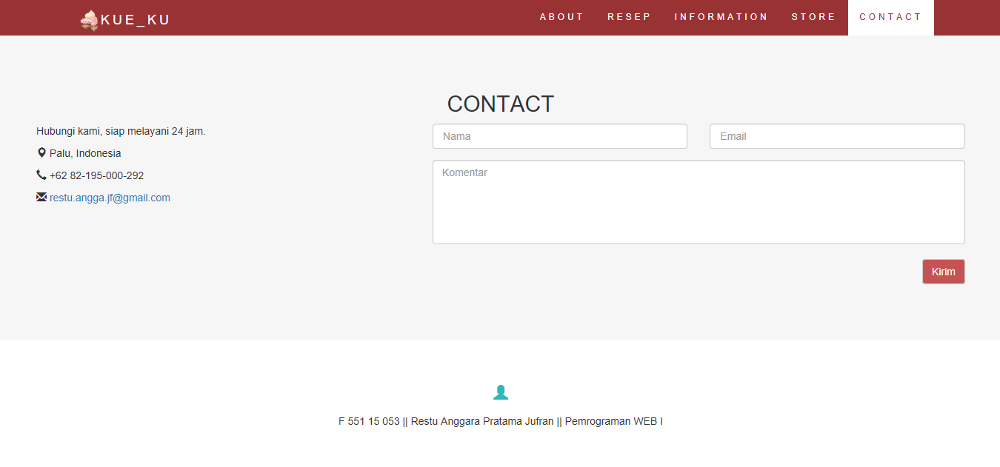 KUE_KU
ABOUT RESEP INFORMATION STORE CONTACT
CONTACT
Hubungi kami, siap melayani 24 jam.
Palu, Indonesia
+62 82-195-000-292
restu.angga.jf@gmail.com
Nama
Email
Komentar
Kirim
F 551 15 053 || Restu Anggara Pratama Jufran || Pemrograman WEB I